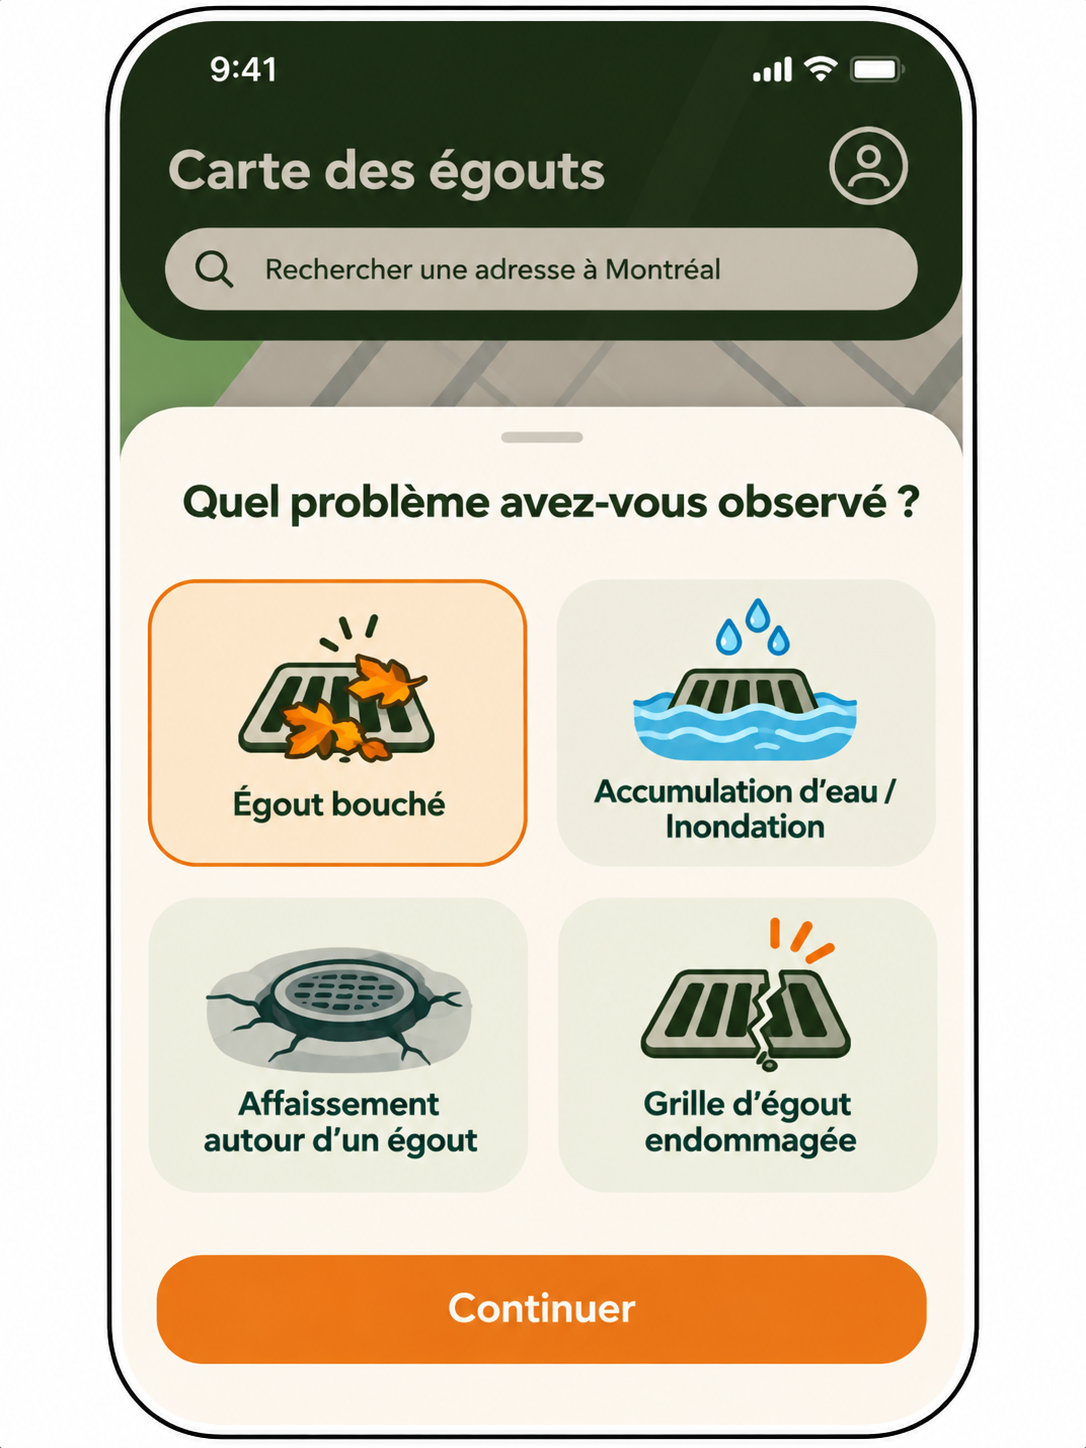 9:41
Carte des égouts
Rechercher une adresse à Montréal
Quel problème avez-vous observé ?
Égout bouché
Accumulation d’eau /
Inondation
Affaissement
autour d’un égout
Grille d’égout
endommagée
Continuer